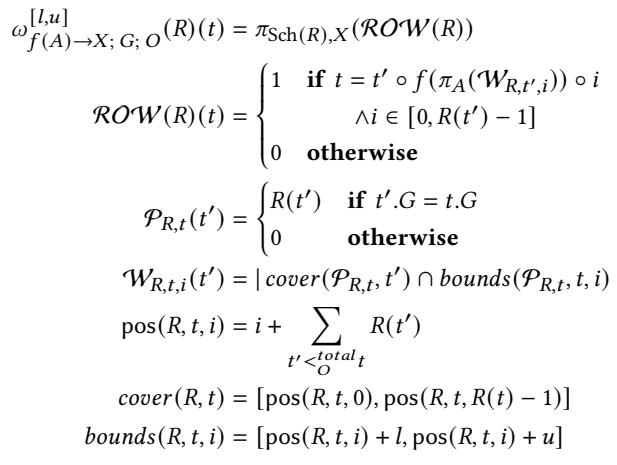 ω^{[l,u]}_{f(A)→X; G; O}(R)(t) = π_{Sch(R),X}(ROW(R))
ROW(R)(t) = { 1 if t = t′ ∘ f(π_A(W_{R,t′,i})) ∘ i
∧i ∈ [0, R(t′) − 1]
0 otherwise
P_{R,t}(t′) = { R(t′) if t′.G = t.G
0 otherwise
W_{R,t,i}(t′) = | cover(P_{R,t}, t′) ∩ bounds(P_{R,t}, t, i)
pos(R, t, i) = i + ∑_{t′<_O^{total} t} R(t′)
cover(R, t) = [pos(R, t, 0), pos(R, t, R(t) − 1)]
bounds(R, t, i) = [pos(R, t, i) + l, pos(R, t, i) + u]